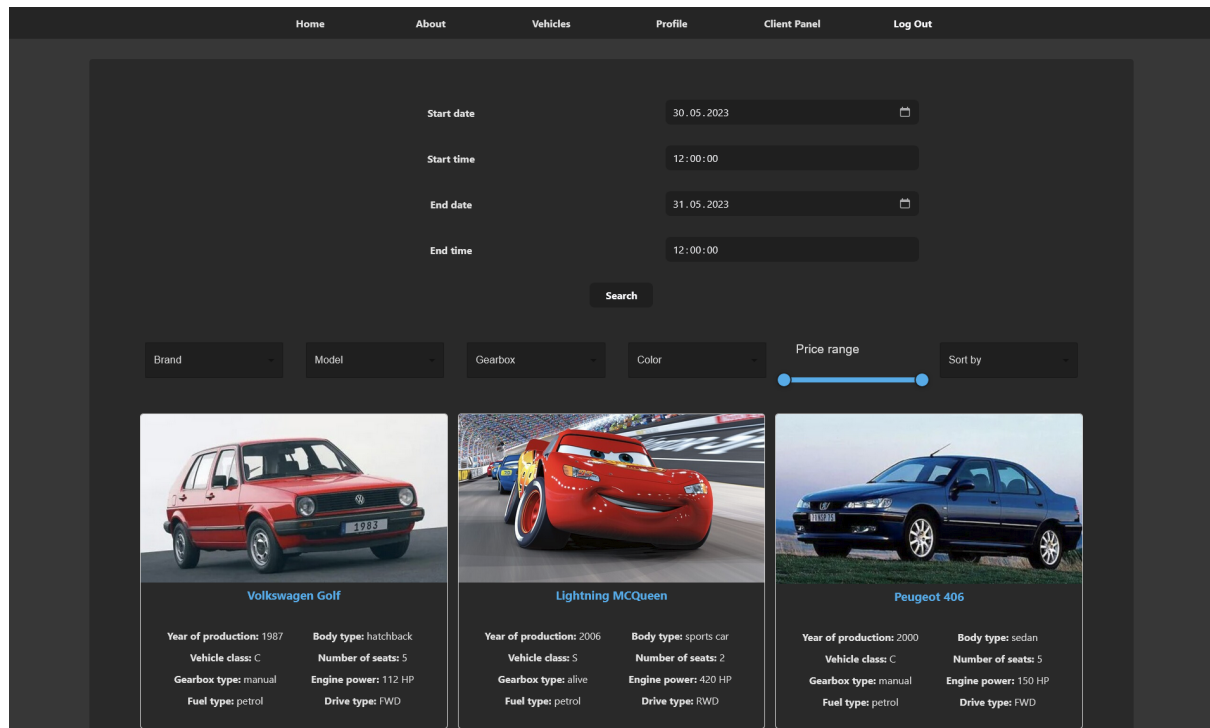 Home About Vehicles Profile Client Panel Log Out
Start date 30.05.2023
Start time 12:00:00
End date 31.05.2023
End time 12:00:00
Search
Price range
Brand Model Gearbox Color Sort by
1983
Volkswagen Golf Lightning MCQueen Peugeot 406
Year of production: 1987 Body type: hatchback Year of production: 2006 Body type: sports car Year of production: 2000 Body type: sedan
Vehicle class: C Number of seats: 5 Vehicle class: S Number of seats: 2 Vehicle class: C Number of seats: 5
Gearbox type: manual Engine power: 112 HP Gearbox type: alive Engine power: 420 HP Gearbox type: manual Engine power: 150 HP
Fuel type: petrol Drive type: FWD Fuel type: petrol Drive type: RWD Fuel type: petrol Drive type: FWD